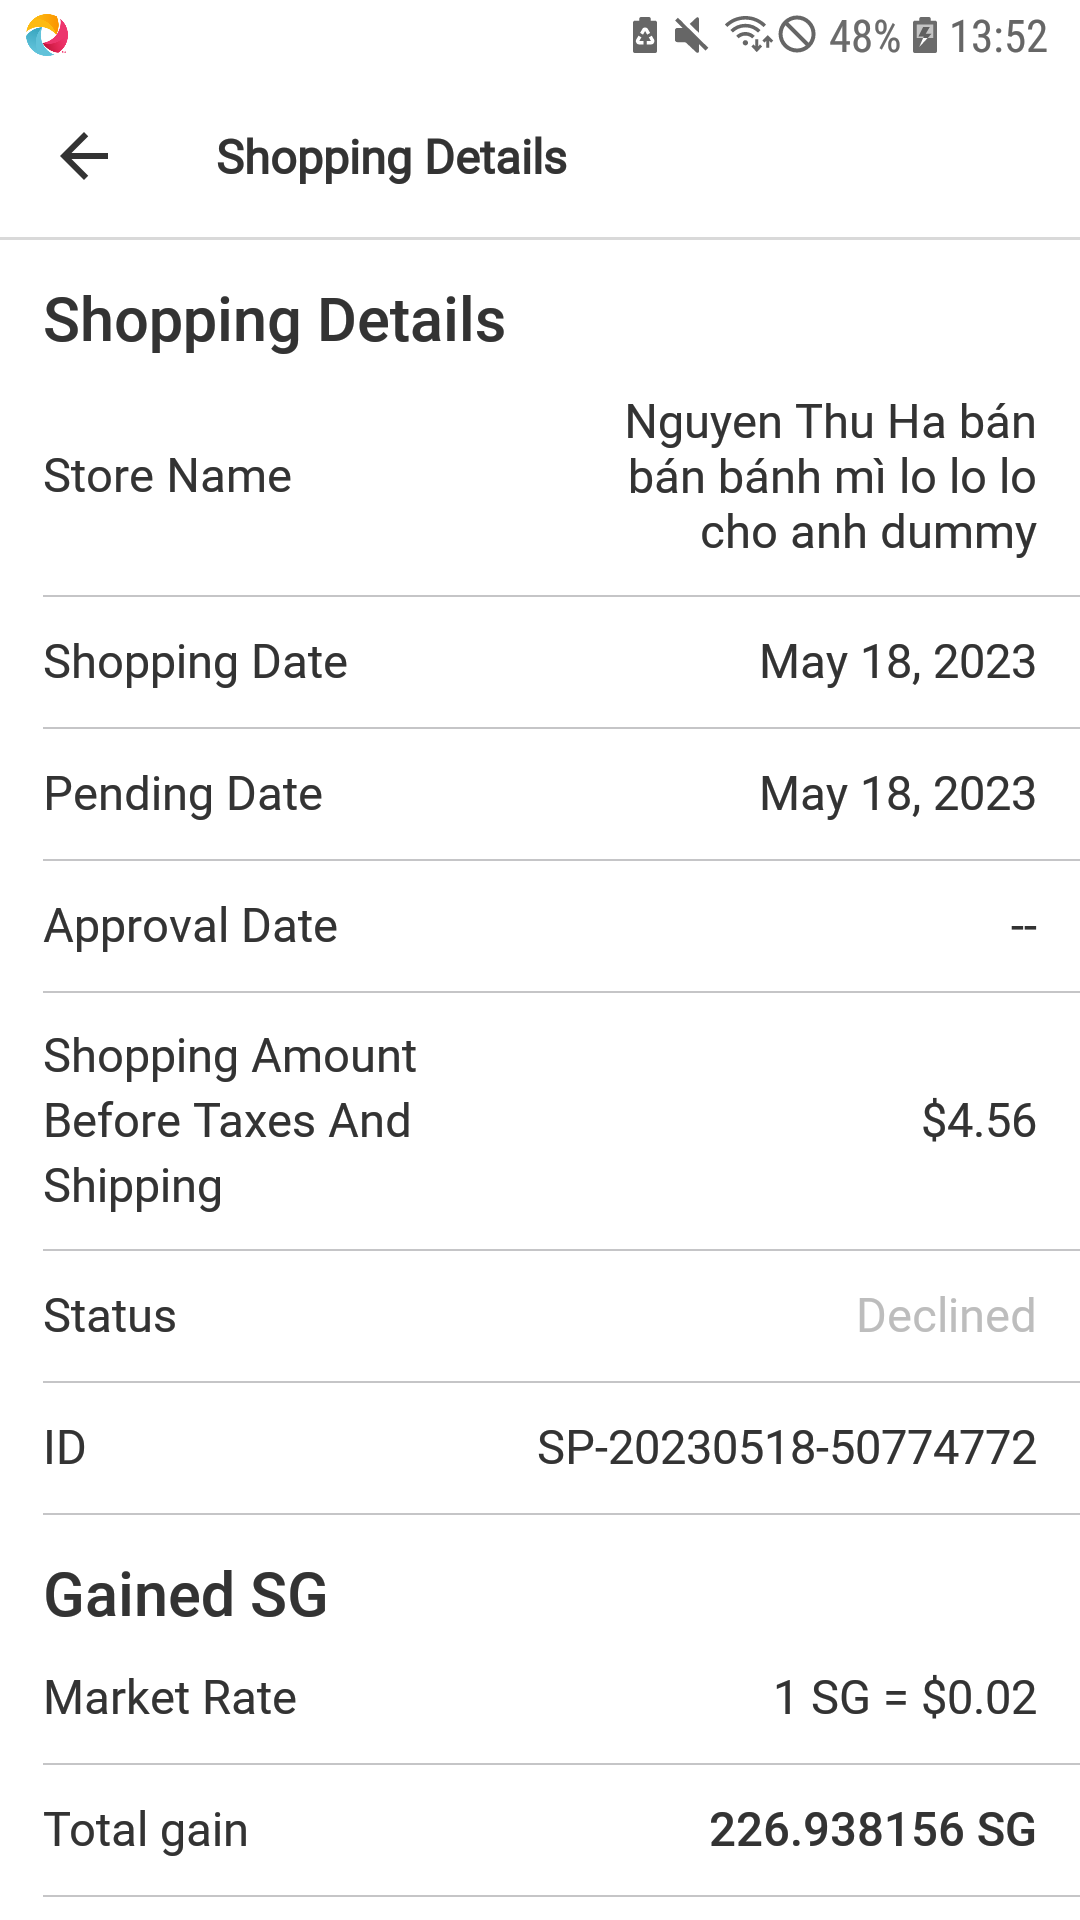 48% 13:52
Shopping Details
Shopping Details
Store Name
Nguyen Thu Ha bán
bán bánh mì lo lo lo
cho anh dummy
Shopping Date May 18, 2023
Pending Date May 18, 2023
Approval Date --
Shopping Amount
Before Taxes And
Shipping
$4.56
Status Declined
ID SP-20230518-50774772
Gained SG
Market Rate 1 SG = $0.02
Total gain 226.938156 SG